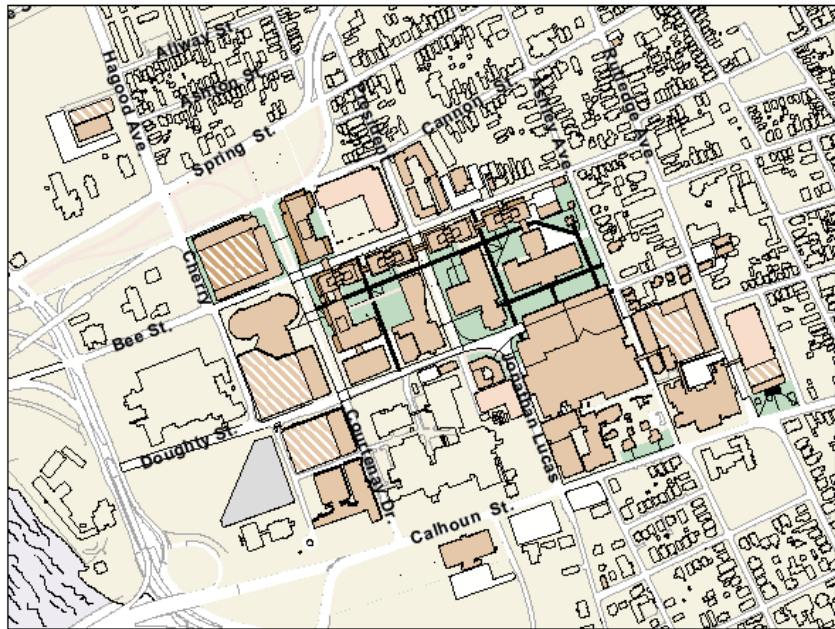 Allway St.
Hagood Ave.
Ashton St.
Presiden
Cannon St.
Ashley Ave.
Rutledge Ave.
Spring St.
Cherry
Bee St.
Doughty St.
Courtenay Dr.
Jonathan Lucas
Calhoun St.